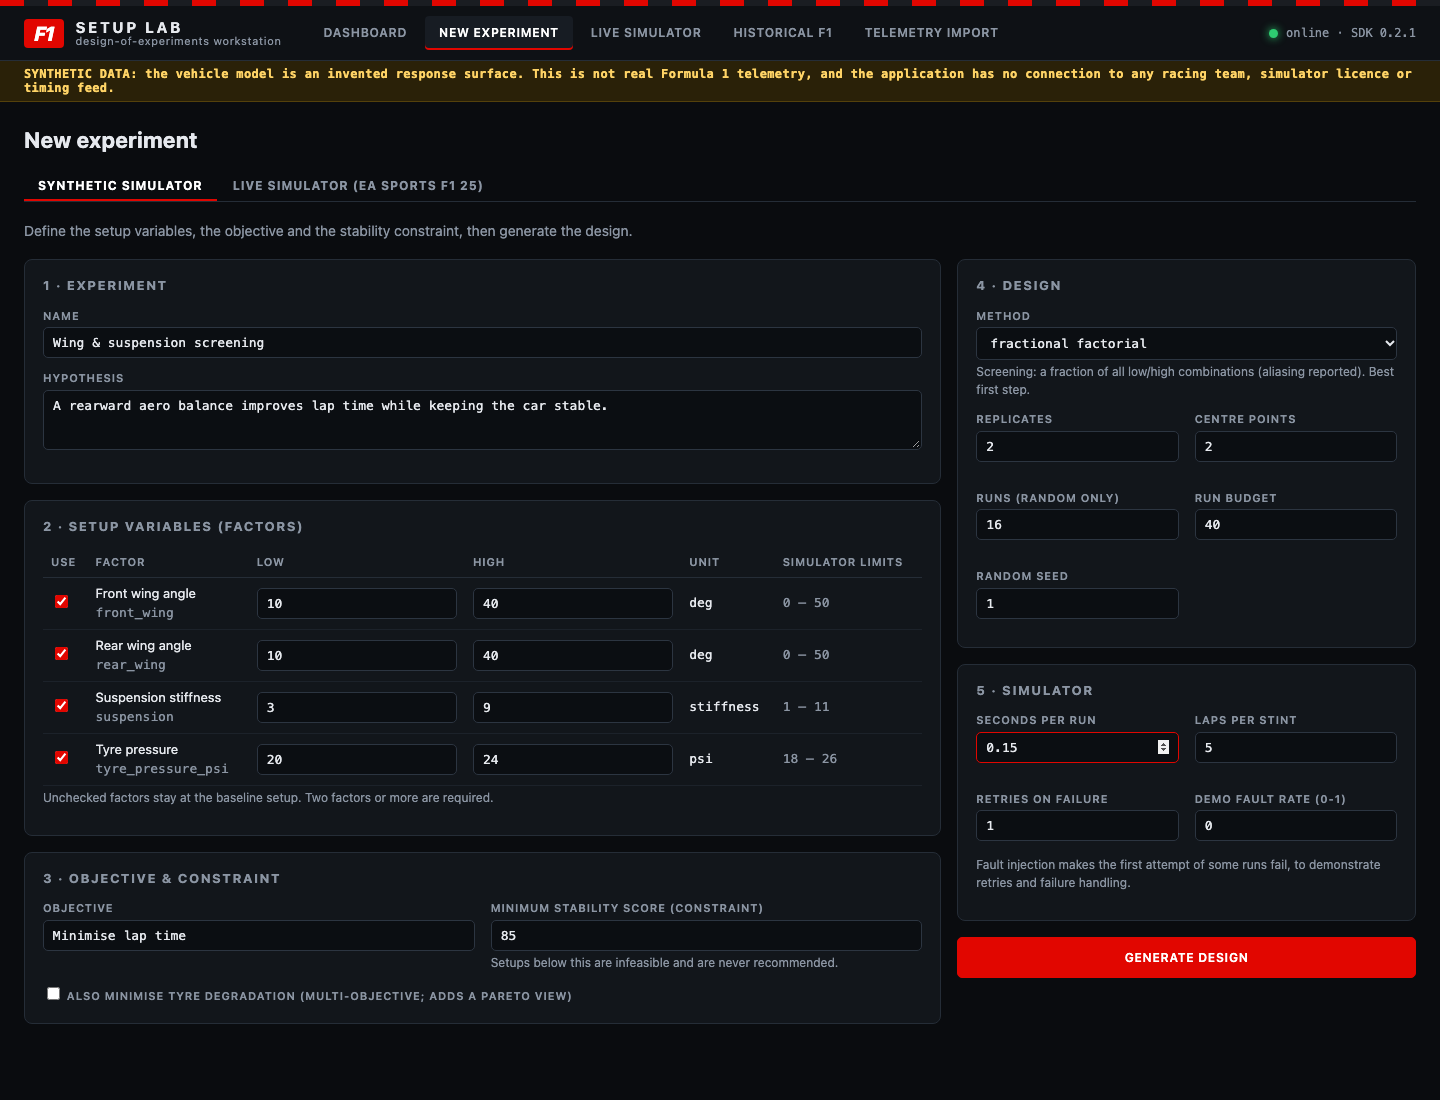 F1
SETUP LAB
design-of-experiments workstation
DASHBOARD
NEW EXPERIMENT
LIVE SIMULATOR
HISTORICAL F1
TELEMETRY IMPORT
online · SDK 0.2.1
SYNTHETIC DATA: the vehicle model is an invented response surface. This is not real Formula 1 telemetry, and the application has no connection to any racing team, simulator licence or
timing feed.
New experiment
SYNTHETIC SIMULATOR
LIVE SIMULATOR (EA SPORTS F1 25)
Define the setup variables, the objective and the stability constraint, then generate the design.
1 · EXPERIMENT
NAME
Wing & suspension screening
HYPOTHESIS
A rearward aero balance improves lap time while keeping the car stable.
2 · SETUP VARIABLES (FACTORS)
USE FACTOR LOW HIGH UNIT SIMULATOR LIMITS
Front wing angle
front_wing
10 40 deg 0 – 50
Rear wing angle
rear_wing
10 40 deg 0 – 50
Suspension stiffness
suspension
3 9 stiffness 1 – 11
Tyre pressure
tyre_pressure_psi
20 24 psi 18 – 26
Unchecked factors stay at the baseline setup. Two factors or more are required.
3 · OBJECTIVE & CONSTRAINT
OBJECTIVE
Minimise lap time
MINIMUM STABILITY SCORE (CONSTRAINT)
85
Setups below this are infeasible and are never recommended.
ALSO MINIMISE TYRE DEGRADATION (MULTI-OBJECTIVE; ADDS A PARETO VIEW)
4 · DESIGN
METHOD
fractional factorial
Screening: a fraction of all low/high combinations (aliasing reported). Best
first step.
REPLICATES
2
CENTRE POINTS
2
RUNS (RANDOM ONLY)
16
RUN BUDGET
40
RANDOM SEED
1
5 · SIMULATOR
SECONDS PER RUN
0.15
LAPS PER STINT
5
RETRIES ON FAILURE
1
DEMO FAULT RATE (0-1)
0
Fault injection makes the first attempt of some runs fail, to demonstrate
retries and failure handling.
GENERATE DESIGN